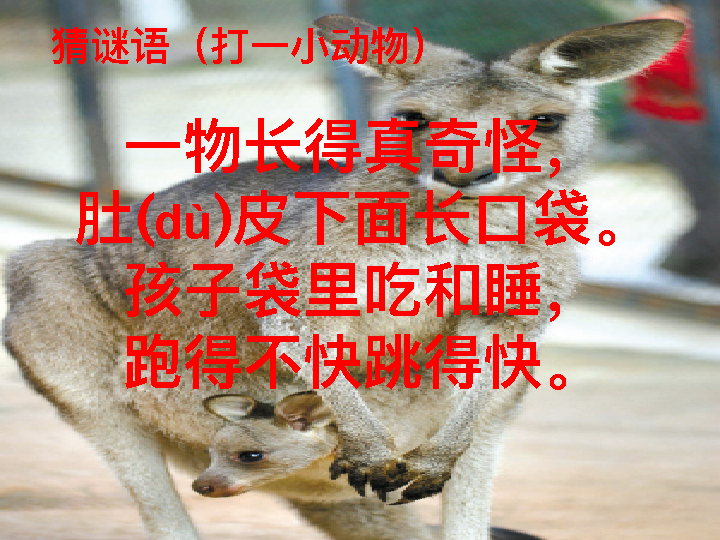 猜谜语（打一小动物）
一物长得真奇怪，
肚(dù)皮下面长口袋。
孩子袋里吃和睡，
跑得不快跳得快。